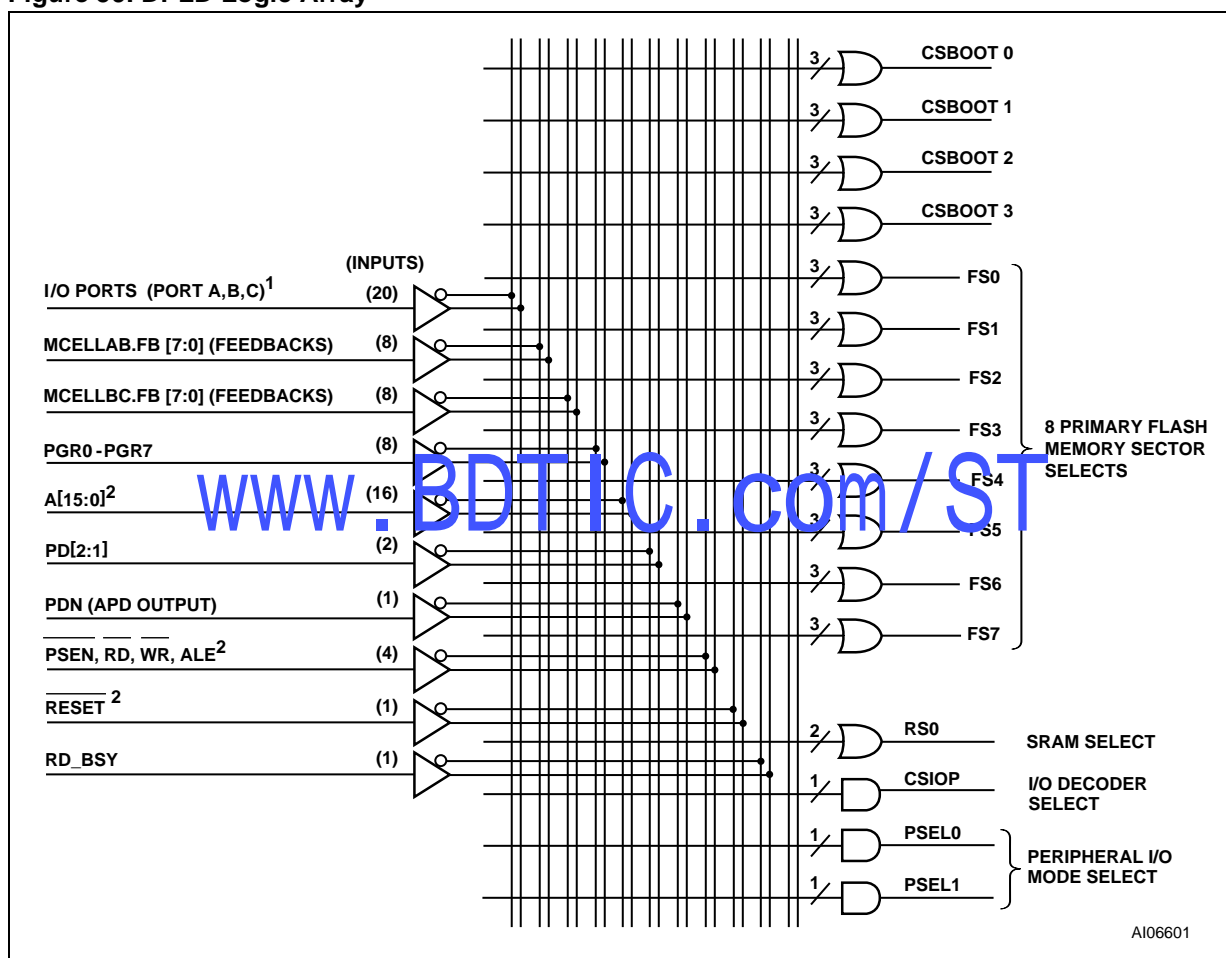 Figure 33. DPLD Logic Array
3 CSBOOT 0
3 CSBOOT 1
3 CSBOOT 2
3 CSBOOT 3
(INPUTS)
I/O PORTS (PORT A,B,C)1 (20)
MCELLAB.FB [7:0] (FEEDBACKS) (8)
MCELLBC.FB [7:0] (FEEDBACKS) (8)
PGR0 -PGR7 (8)
A[15:0]2 (16)
PD[2:1] (2)
PDN (APD OUTPUT) (1)
PSEN, RD, WR, ALE2 (4)
RESET 2 (1)
RD_BSY (1)
3 FS0
3 FS1
3 FS2
3 FS3
3 FS4
3 FS5
3 FS6
3 FS7
8 PRIMARY FLASH
MEMORY SECTOR
SELECTS
www.BDTIC.com/ST
2 RS0 SRAM SELECT
1 CSIOP I/O DECODER
SELECT
1 PSEL0
1 PSEL1
PERIPHERAL I/O
MODE SELECT
AI06601